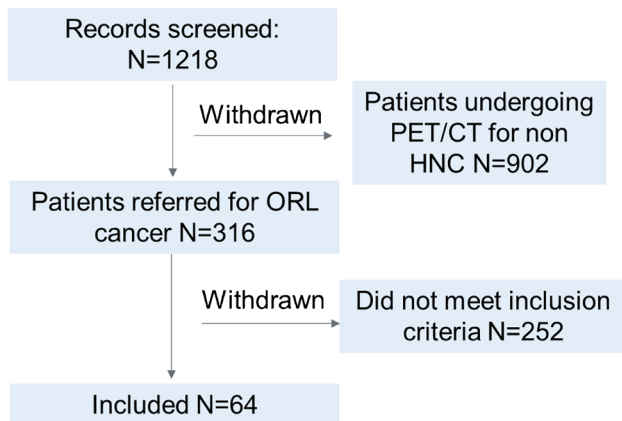 Records screened:
N=1218
Withdrawn
Patients undergoing
PET/CT for non
HNC N=902
Patients referred for ORL
cancer N=316
Withdrawn
Did not meet inclusion
criteria N=252
Included N=64